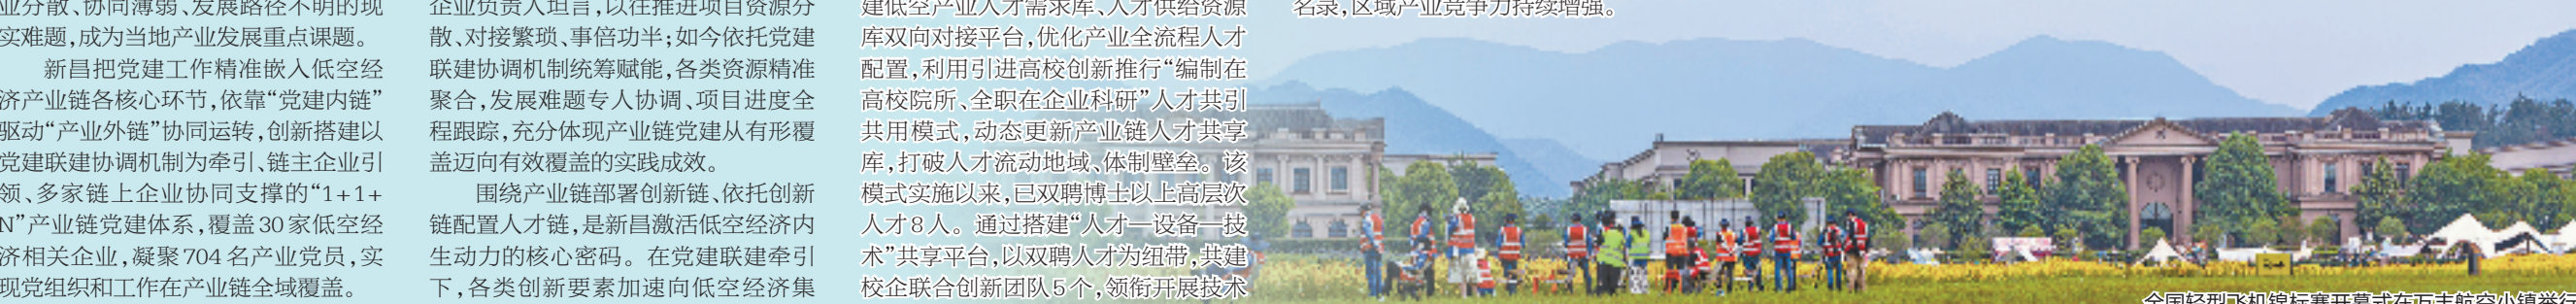 业分散、协同薄弱、发展路径不明的现
实难题,成为当地产业发展重点课题。
新昌把党建工作精准嵌入低空经
济产业链各核心环节,依靠“党建内链”
驱动“产业外链”协同运转,创新搭建以
党建联建协调机制为牵引、链主企业引
领、多家链上企业协同支撑的“1+1+
N”产业链党建体系,覆盖30家低空经
济相关企业,凝聚704名产业党员,实
现党组织和工作在产业链全域覆盖。
企业负责人坦言,以往推进项目资源分
散、对接繁琐、事倍功半;如今依托党建
联建协调机制统筹赋能,各类资源精准
聚合,发展难题专人协调、项目进度全
程跟踪,充分体现产业链党建从有形覆
盖迈向有效覆盖的实践成效。
围绕产业链部署创新链、依托创新
链配置人才链,是新昌激活低空经济内
生动力的核心密码。在党建联建牵引
下,各类创新要素加速向低空经济集
建低空产业人才需求库、人才供给资源
库双向对接平台,优化产业全流程人才
配置,利用引进高校创新推行“编制在
高校院所、全职在企业科研”人才共引
共用模式,动态更新产业链人才共享
库,打破人才流动地域、体制壁垒。该
模式实施以来,已双聘博士以上高层次
人才8人。通过搭建“人才—设备—技
术”共享平台,以双聘人才为纽带,共建
校企联合创新团队5个,领衔开展技术
名录,区域产业竞争力持续增强。
全国轻型飞机锦标赛开幕式在万丰航空小镇举行